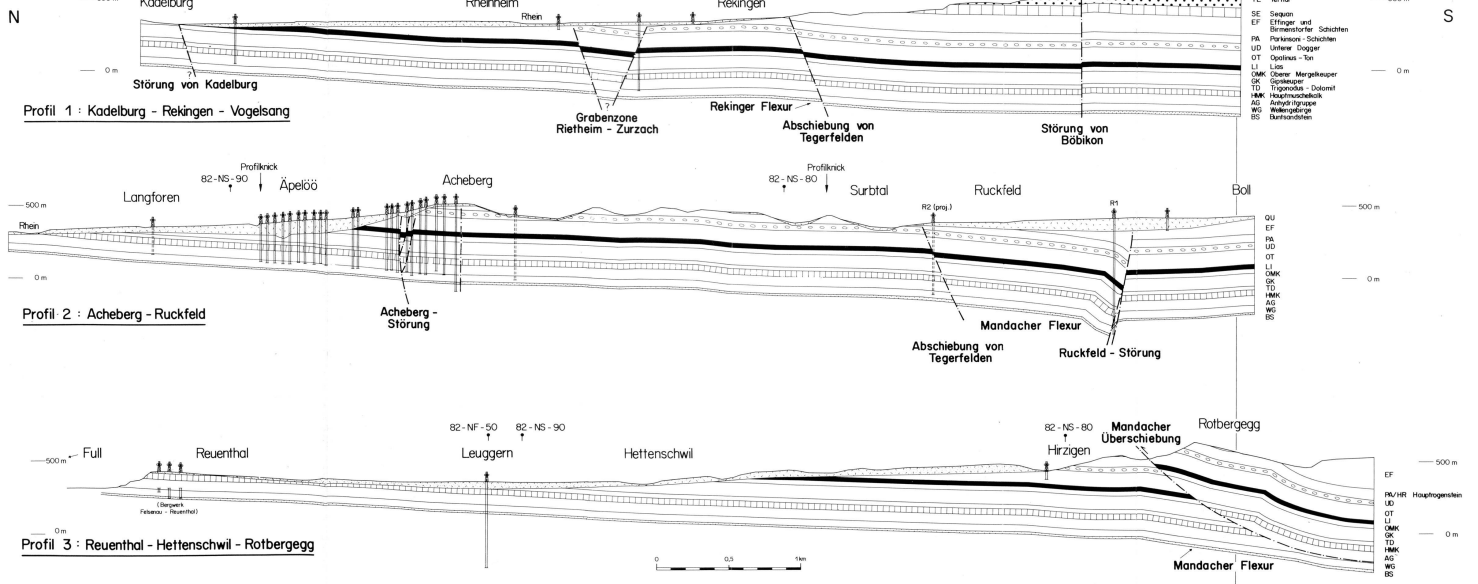 N
S
Kadelburg
Rheinheim
Rhein
Rekingen
500 m
TE Tertiär
SE Sequan
EF Effinger und
Birmenstorfer Schichten
PA Parkinsoni - Schichten
UD Unterer Dogger
OT Opalinus - Ton
LI Lias
OMK Oberer Mergelkeuper
GK Gipskeuper
TD Trigonodus - Dolomit
HMK Hauptmuschelkalk
AG Anhydritgruppe
WG Wellengebirge
BS Buntsandstein
0 m
0 m
?
Störung von Kadelburg
?
Grabenzone
Rietheim - Zurzach
Rekinger Flexur
Abschiebung von
Tegerfelden
Störung von
Böbikon
Profil 1 : Kadelburg - Rekingen - Vogelsang
Profilknick
82-NS-90
Langforen
Äpelöö
Acheberg
Profilknick
82-NS-80
Surbtal
Ruckfeld
Boll
500 m
500 m
R2 (proj.)
R1
Rhein
0 m
0 m
QU
EF
PA
UD
OT
LI
OMK
GK
TD
HMK
AG
WG
BS
Acheberg -
Störung
Mandacher Flexur
Abschiebung von
Tegerfelden
Ruckfeld - Störung
Profil 2 : Acheberg - Ruckfeld
82-NF-50
82-NS-90
82-NS-80
Mandacher
Überschiebung
Rotbergegg
Full
Reuenthal
Leuggern
Hettenschwil
Hirzigen
500 m
500 m
(Bergwerk
Felsenau - Reuenthal)
0 m
0 m
EF
PA/HR Hauptrogenstein
UD
OT
LI
OMK
GK
TD
HMK
AG
WG
BS
Mandacher Flexur
Profil 3 : Reuenthal - Hettenschwil - Rotbergegg
0
0,5
1km